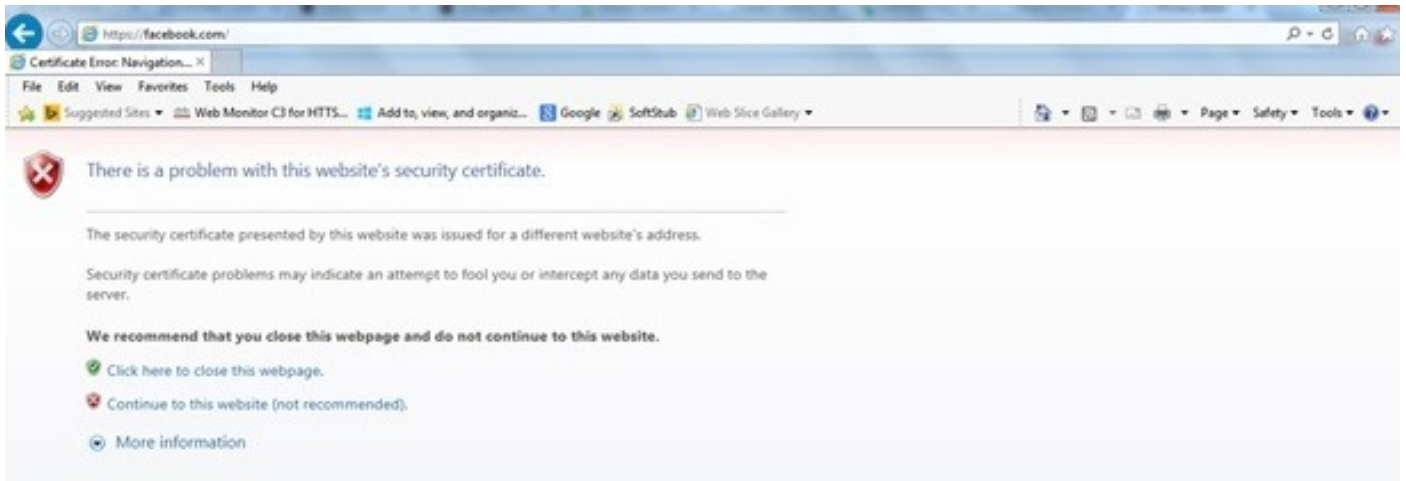 https://facebook.com/
Certificate Error: Navigation...
File Edit View Favorites Tools Help
Suggested Sites Web Monitor C3 for HTTS... Add to, view, and organiz... Google SoftStub Web Slice Gallery Page Safety Tools
There is a problem with this website's security certificate.
The security certificate presented by this website was issued for a different website's address.
Security certificate problems may indicate an attempt to fool you or intercept any data you send to the
server.
We recommend that you close this webpage and do not continue to this website.
Click here to close this webpage.
Continue to this website (not recommended).
More information